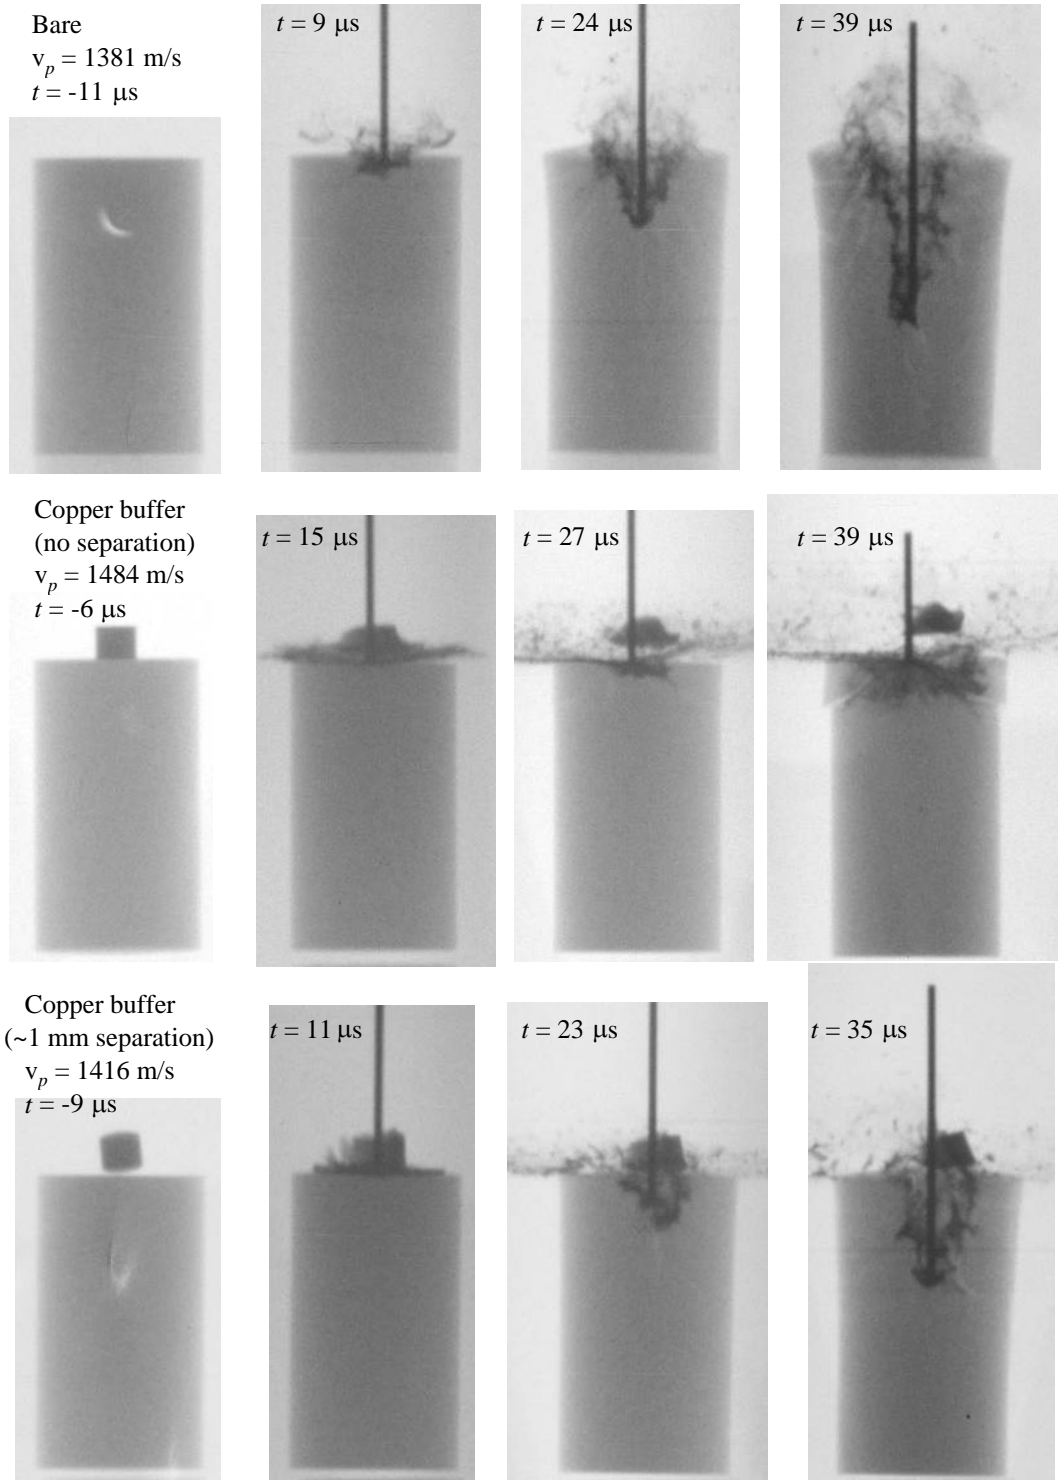 Bare
v_p = 1381 m/s
t = -11 μs
t = 9 μs
t = 24 μs
t = 39 μs
Copper buffer
(no separation)
v_p = 1484 m/s
t = -6 μs
t = 15 μs
t = 27 μs
t = 39 μs
Copper buffer
(~1 mm separation)
v_p = 1416 m/s
t = -9 μs
t = 11 μs
t = 23 μs
t = 35 μs